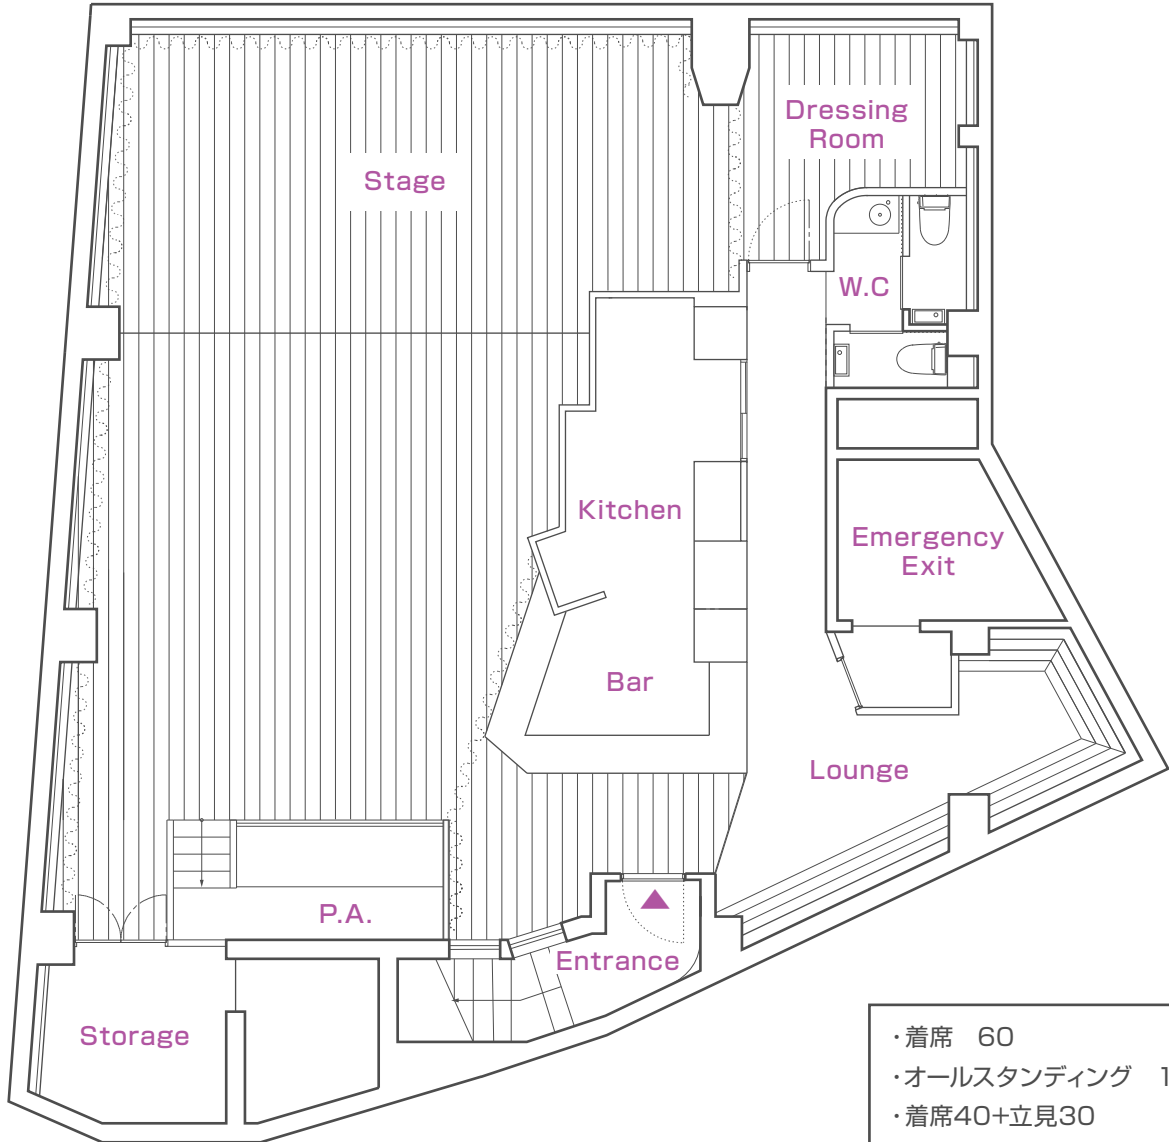 Dressing
Room
Stage
W.C
Kitchen
Emergency
Exit
Bar
Lounge
P.A.
Entrance
Storage
・着席　60
・オールスタンディング　1
・着席40+立見30